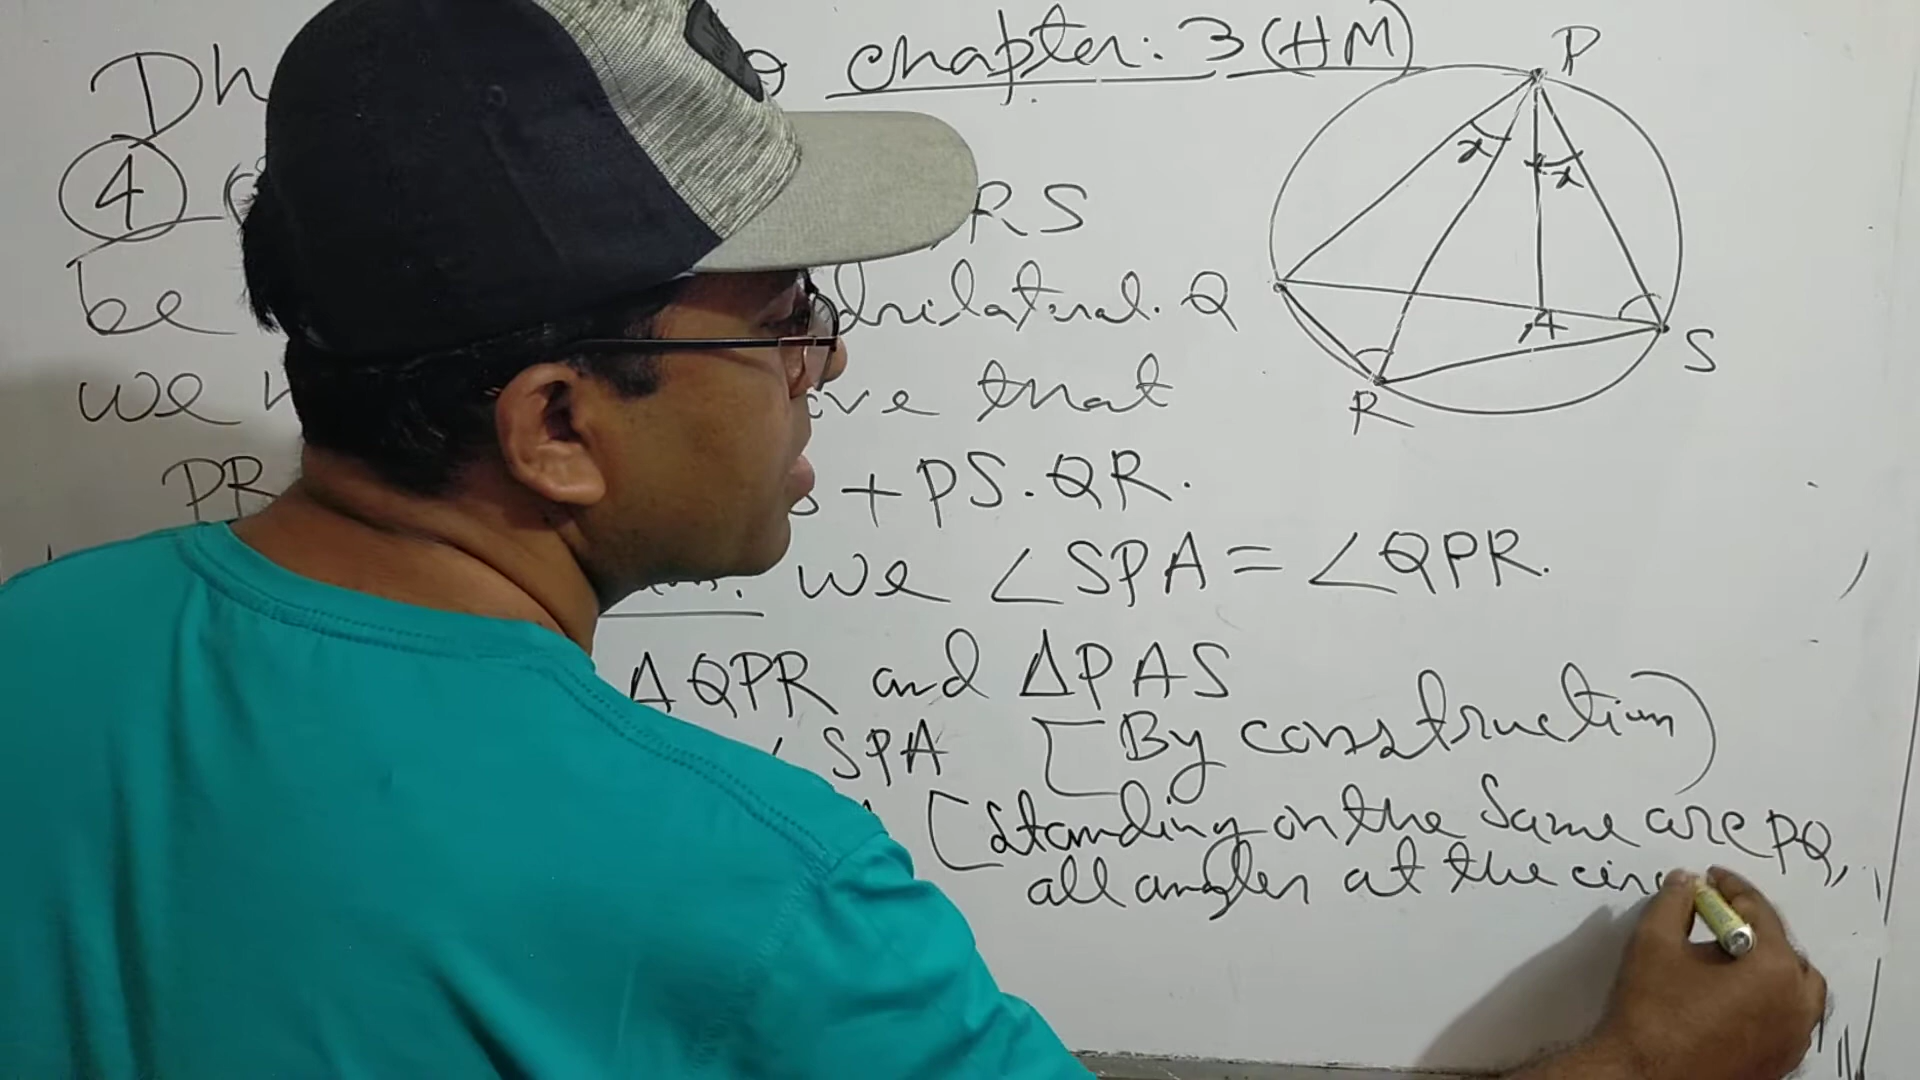 Dh
chapter: 3 (HM)
4
RS
be
drilateral.
we
ve that
PR
+ PS. QR.
we ∠SPA = ∠QPR.
Δ QPR and ΔPAS
∠ SPA [By construction)
[Standing on the same arc PQ,
all angles at the circ
P
x
x
Q
A
S
R